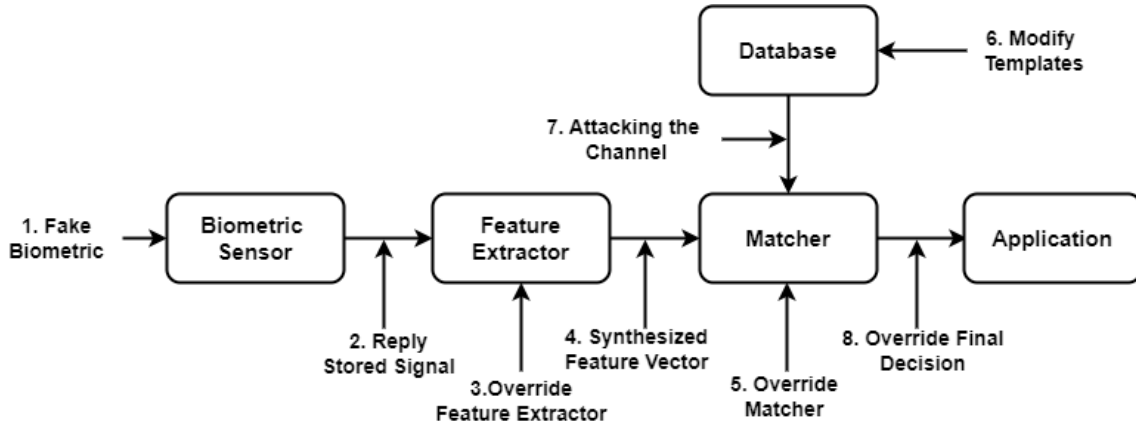 Database
6. Modify
Templates
7. Attacking the
Channel
1. Fake
Biometric
Biometric
Sensor
Feature
Extractor
Matcher
Application
2. Reply
Stored Signal
3.Override
Feature Extractor
4. Synthesized
Feature Vector
5. Override
Matcher
8. Override Final
Decision